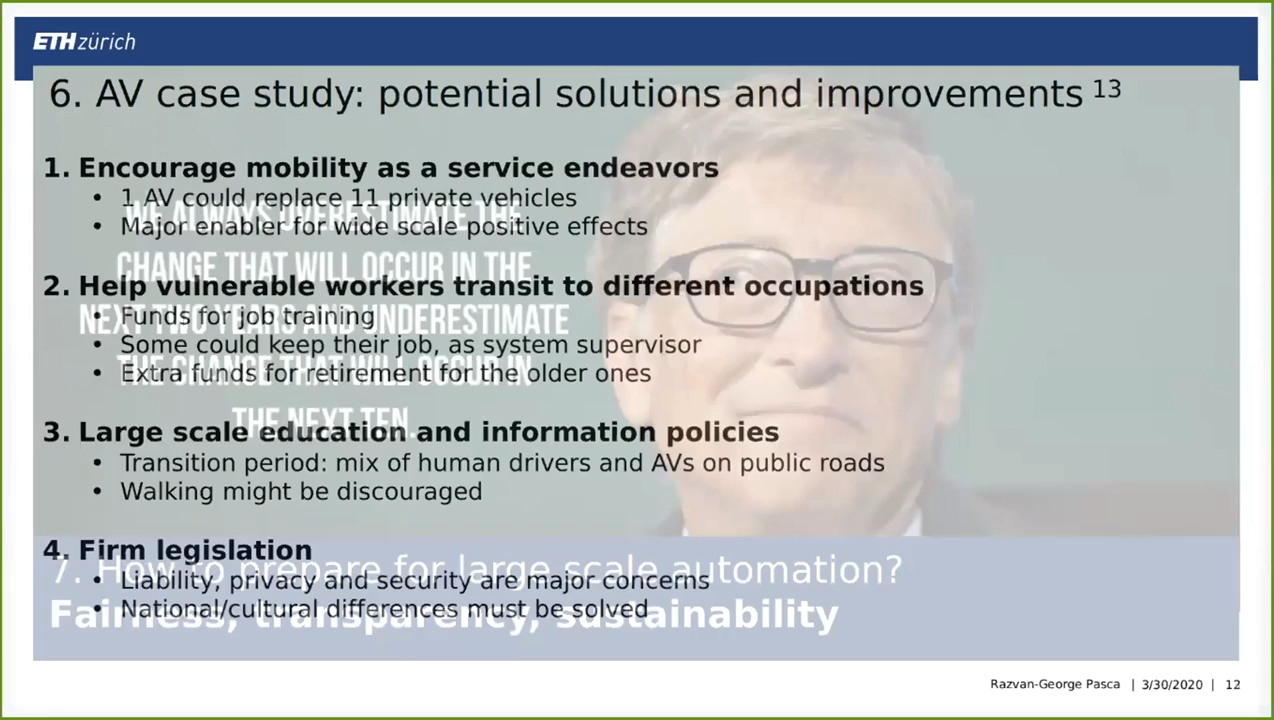 ETH zürich
6. AV case study: potential solutions and improvements 13
1. Encourage mobility as a service endeavors
• 1 AV could replace 11 private vehicles
• Major enabler for wide scale positive effects
2. Help vulnerable workers transit to different occupations
• Funds for job training
• Some could keep their job, as system supervisor
• Extra funds for retirement for the older ones
3. Large scale education and information policies
• Transition period: mix of human drivers and AVs on public roads
• Walking might be discouraged
4. Firm legislation
• Liability, privacy and security are major concerns
• National/cultural differences must be solved
WE ALWAYS OVERESTIMATE THE
CHANGE THAT WILL OCCUR IN THE
NEXT TWO YEARS AND UNDERESTIMATE
THE CHANGE THAT WILL OCCUR IN
THE NEXT TEN.
7. How to prepare for large scale automation?
Fairness, transparency, sustainability
Razvan-George Pasca | 3/30/2020 | 12